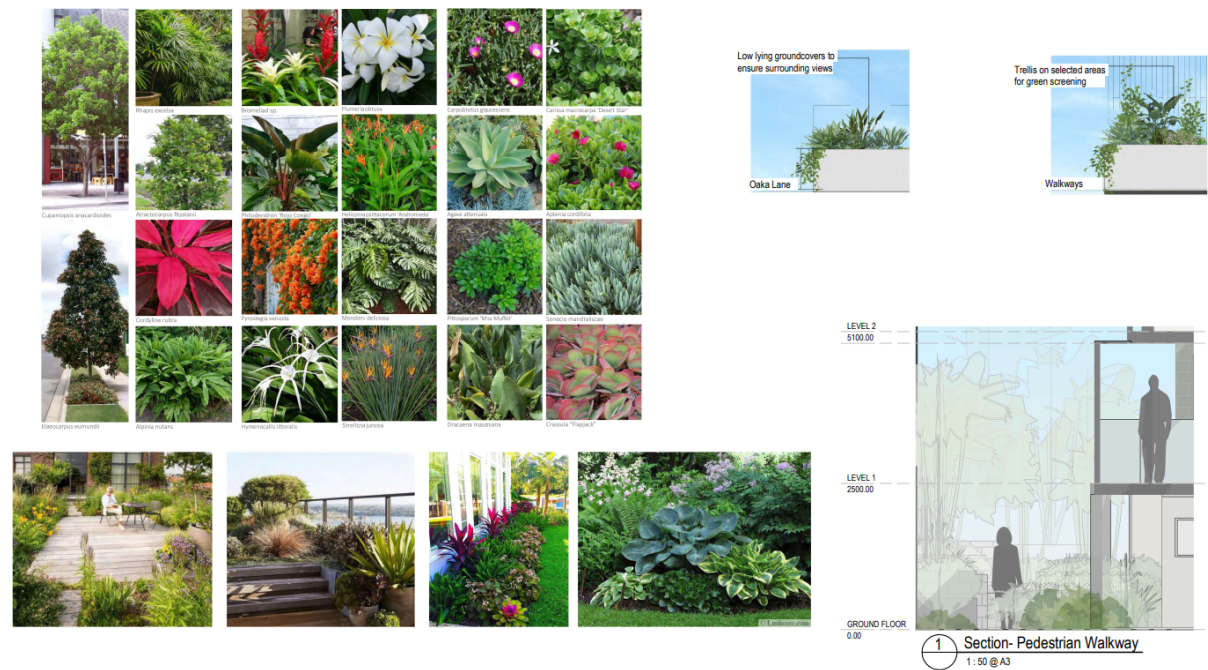 Rhapis excelsa
Bromeliad sp.
Plumeria obtusa
Carpobrotus glaucescens
Carissa macrocarpa 'Desert Star'
Cupaniopsis anacardioides
Atractocarpus fitzalanii
Philodendron 'Rojo Congo'
Heliconia psittacorum 'Andromeda'
Agave attenuata
Aptenia cordifolia
Cordyline rubra
Pyrostegia venusta
Monstera deliciosa
Pittosporum 'Miss Muffet'
Senecio mandraliscae
Elaeocarpus eumundii
Alpinia nutans
Hymenocallis littoralis
Strelitzia juncea
Dracaena masoniana
Crassula "Flapjack"
Low lying groundcovers to
ensure surrounding views
Oaka Lane
Trellis on selected areas
for green screening
Walkways
LEVEL 2
5100.00
LEVEL 1
2500.00
GROUND FLOOR
0.00
1
Section- Pedestrian Walkway
1 : 50 @ A3